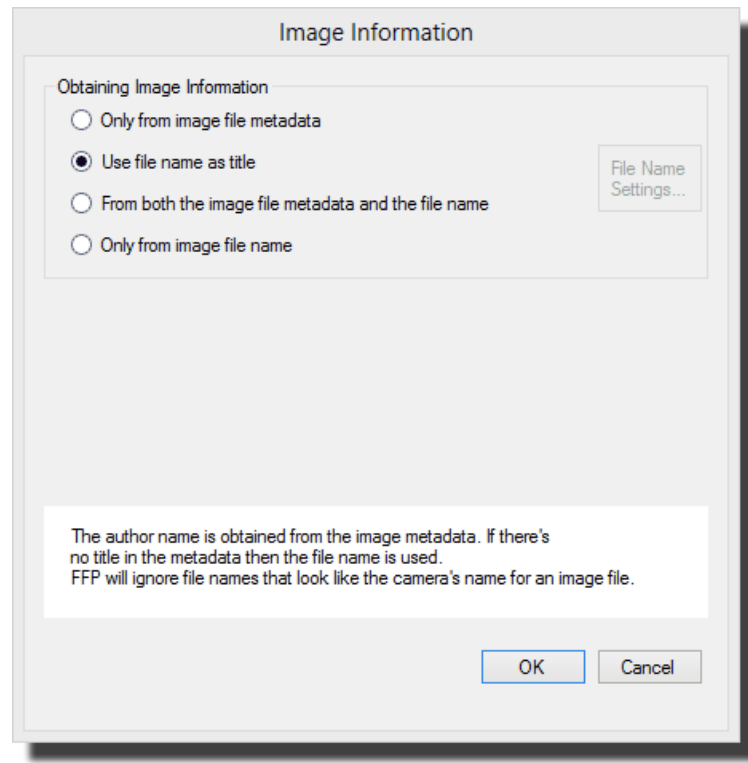 Image Information
Obtaining Image Information
Only from image file metadata
Use file name as title
File Name
Settings...
From both the image file metadata and the file name
Only from image file name
The author name is obtained from the image metadata. If there's
no title in the metadata then the file name is used.
FFP will ignore file names that look like the camera's name for an image file.
OK
Cancel